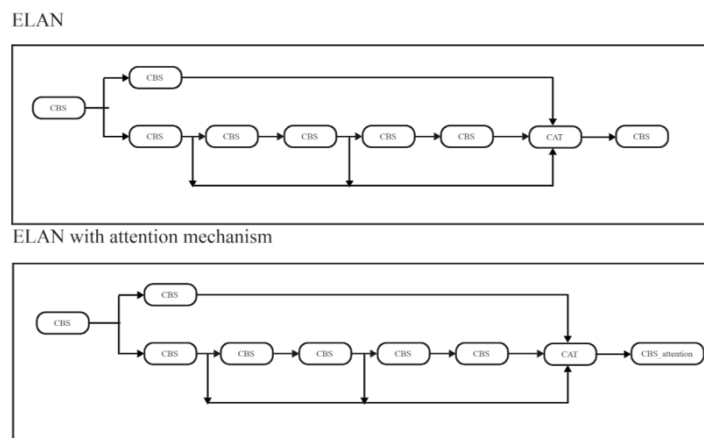 ELAN
CBS
CBS
CBS CBS CBS CBS CBS CAT CBS
ELAN with attention mechanism
CBS
CBS
CBS CBS CBS CBS CBS CAT CBS_attention